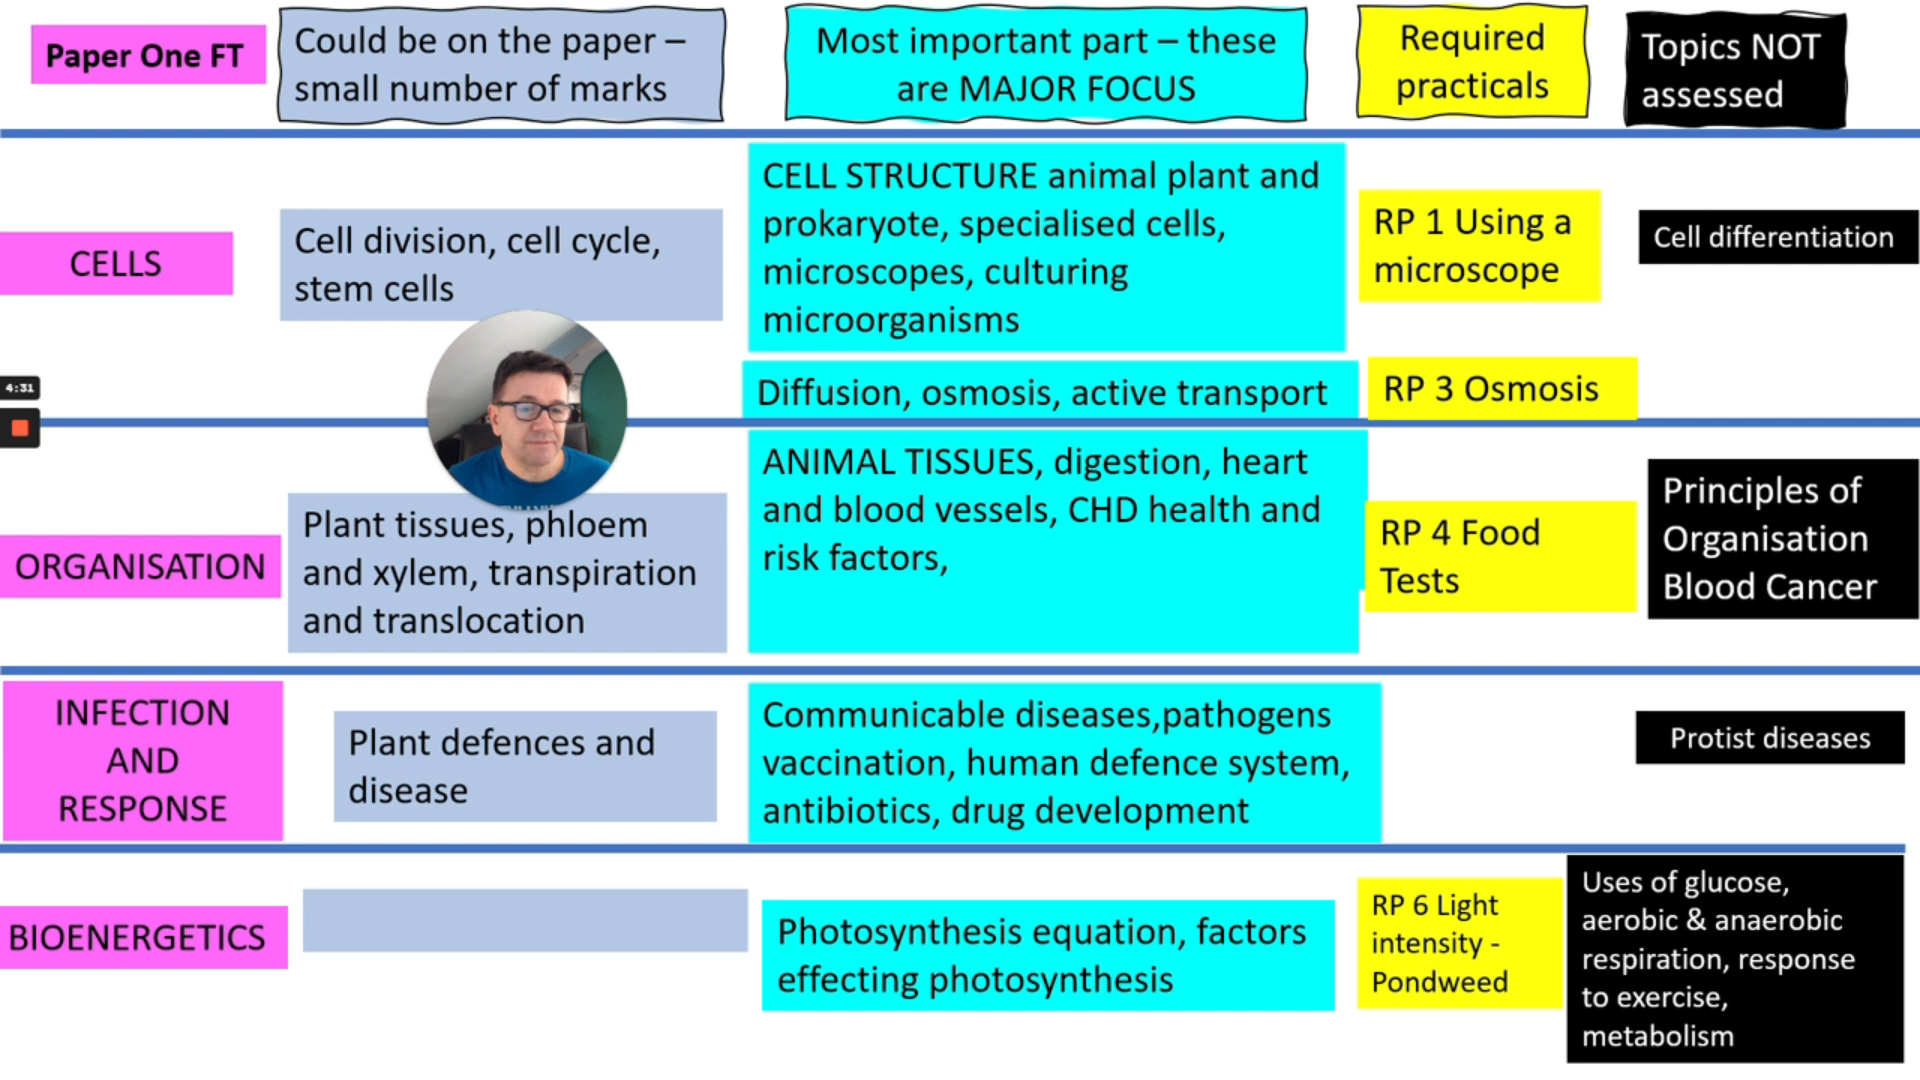 Paper One FT
Could be on the paper –
small number of marks
Most important part – these
are MAJOR FOCUS
Required
practicals
Topics NOT
assessed
CELLS
Cell division, cell cycle,
stem cells
CELL STRUCTURE animal plant and
prokaryote, specialised cells,
microscopes, culturing
microorganisms
RP 1 Using a
microscope
Cell differentiation
4:31
Diffusion, osmosis, active transport
RP 3 Osmosis
ORGANISATION
Plant tissues, phloem
and xylem, transpiration
and translocation
ANIMAL TISSUES, digestion, heart
and blood vessels, CHD health and
risk factors,
RP 4 Food
Tests
Principles of
Organisation
Blood Cancer
INFECTION
AND
RESPONSE
Plant defences and
disease
Communicable diseases,pathogens
vaccination, human defence system,
antibiotics, drug development
Protist diseases
BIOENERGETICS
Photosynthesis equation, factors
effecting photosynthesis
RP 6 Light
intensity -
Pondweed
Uses of glucose,
aerobic & anaerobic
respiration, response
to exercise,
metabolism